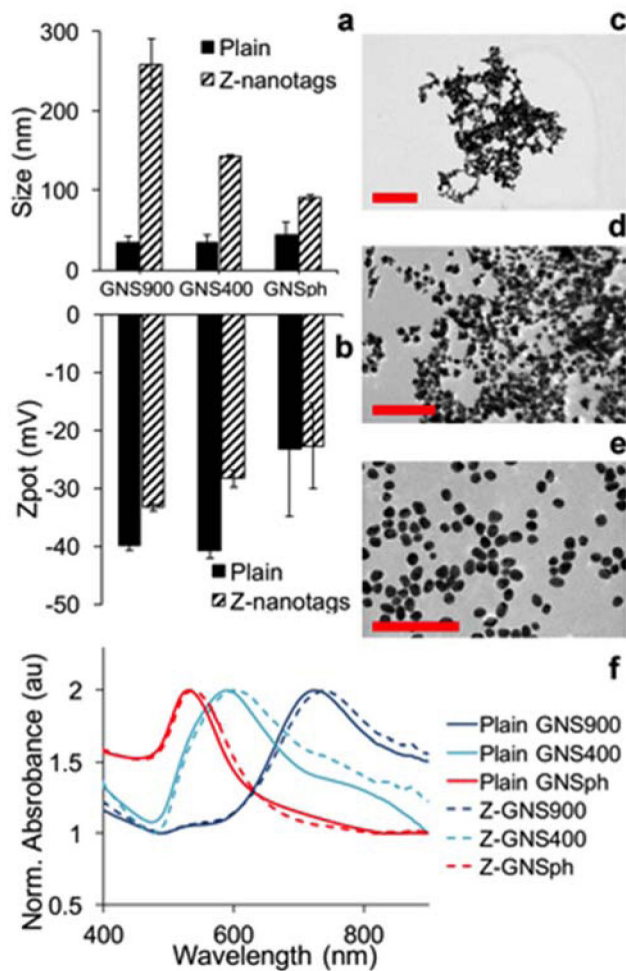 300
200
100
0
Size (nm)
Plain
Z-nanotags
a
GNS900 GNS400 GNSph
0
-10
-20
-30
-40
-50
Zpot (mV)
b
Plain
Z-nanotags
c
d
e
f
2
1.5
1
0.5
Norm. Absrobance (au)
400 600 800
Wavelength (nm)
Plain GNS900
Plain GNS400
Plain GNSph
Z-GNS900
Z-GNS400
Z-GNSph